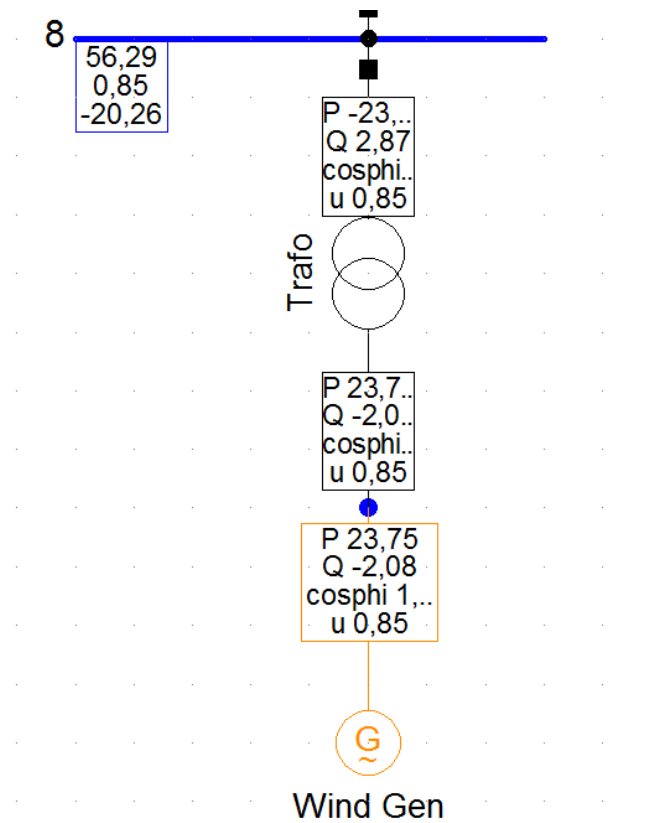 8
56,29
0,85
-20,26
P -23,..
Q 2,87
cosphi..
u 0,85
Trafo
P 23,7..
Q -2,0..
cosphi..
u 0,85
P 23,75
Q -2,08
cosphi 1,..
u 0,85
G
~
Wind Gen